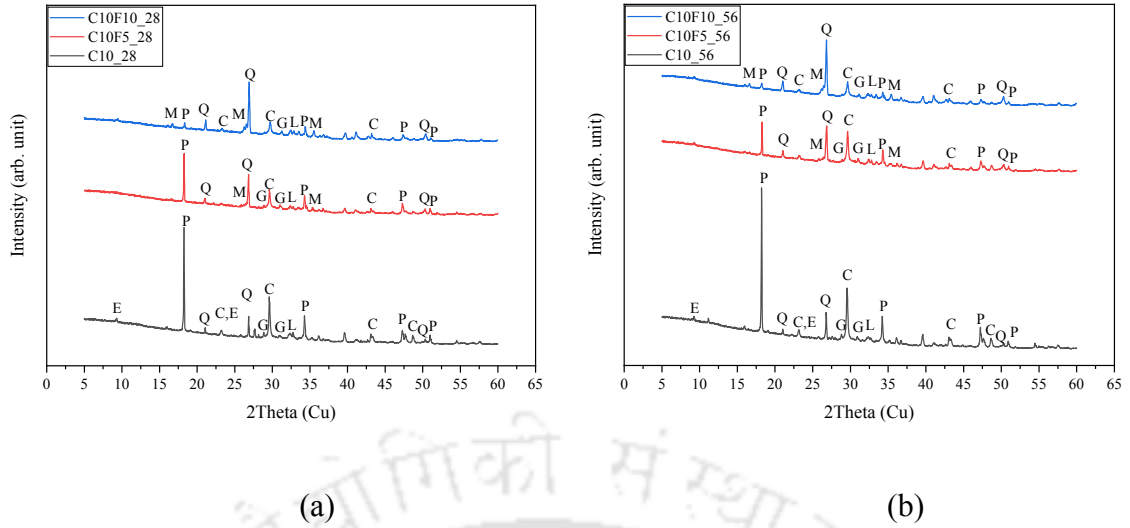 C10F10_28
C10F5_28
C10_28
Q
M P Q C M C G L P M C P Q P
P
Q M Q G C G L P M C P Q P
P
E Q C,E Q G C G L P C P C Q P
Intensity (arb. unit)
0 5 10 15 20 25 30 35 40 45 50 55 60 65
2Theta (Cu)
(a)
C10F10_56
C10F5_56
C10_56
Q
M P Q C M C G L P M C Q P P
P
Q M Q G C G L P M C P Q P
P
E Q C,E Q G C G L P C P C Q P
Intensity (arb. unit)
0 5 10 15 20 25 30 35 40 45 50 55 60 65
2Theta (Cu)
(b)